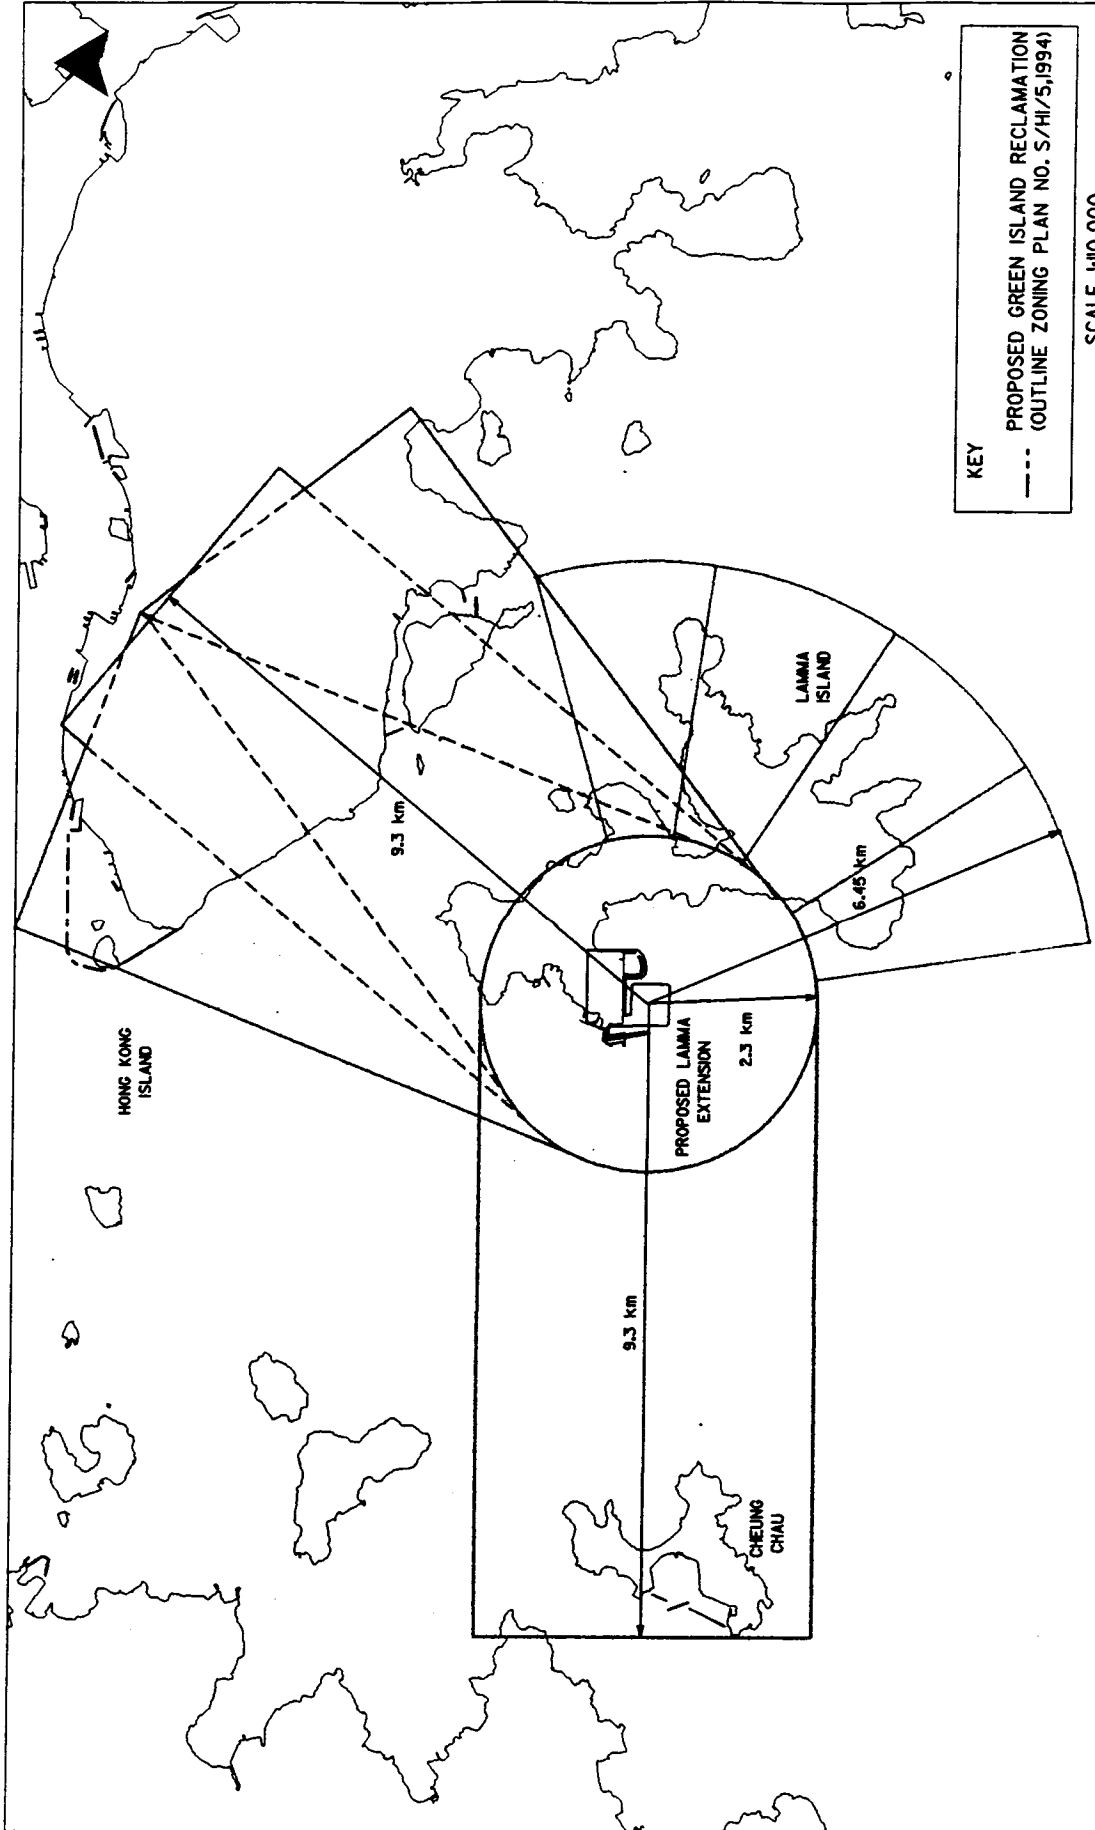 HONG KONG
ISLAND
9.3 km
LAMMA
ISLAND
6.45 km
PROPOSED LAMMA
EXTENSION
2.3 km
9.3 km
CHEUNG
CHAU
KEY
PROPOSED GREEN ISLAND RECLAMATION
(OUTLINE ZONING PLAN NO. S/H1/5,1994)
SCALE